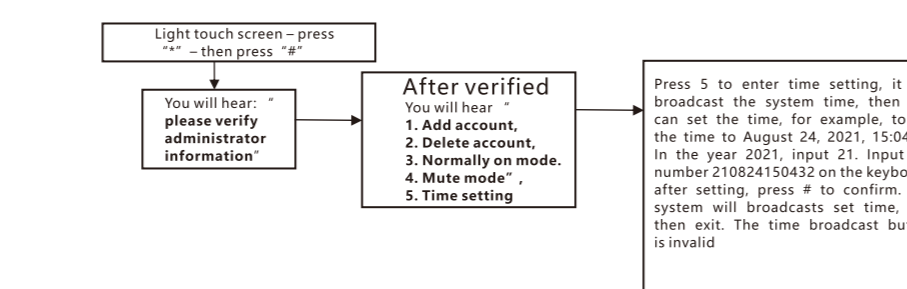 Light touch screen – press
"*" – then press "#"
You will hear: "
please verify
administrator
information"
After verified
You will hear "
1. Add account,
2. Delete account,
3. Normally on mode.
4. Mute mode" ,
5. Time setting
Press 5 to enter time setting, it
broadcast the system time, then
can set the time, for example, to
the time to August 24, 2021, 15:04
In the year 2021, input 21. Input
number 210824150432 on the
after setting, press # to confirm.
system will broadcasts set time,
then exit. The time broadcast
is invalid